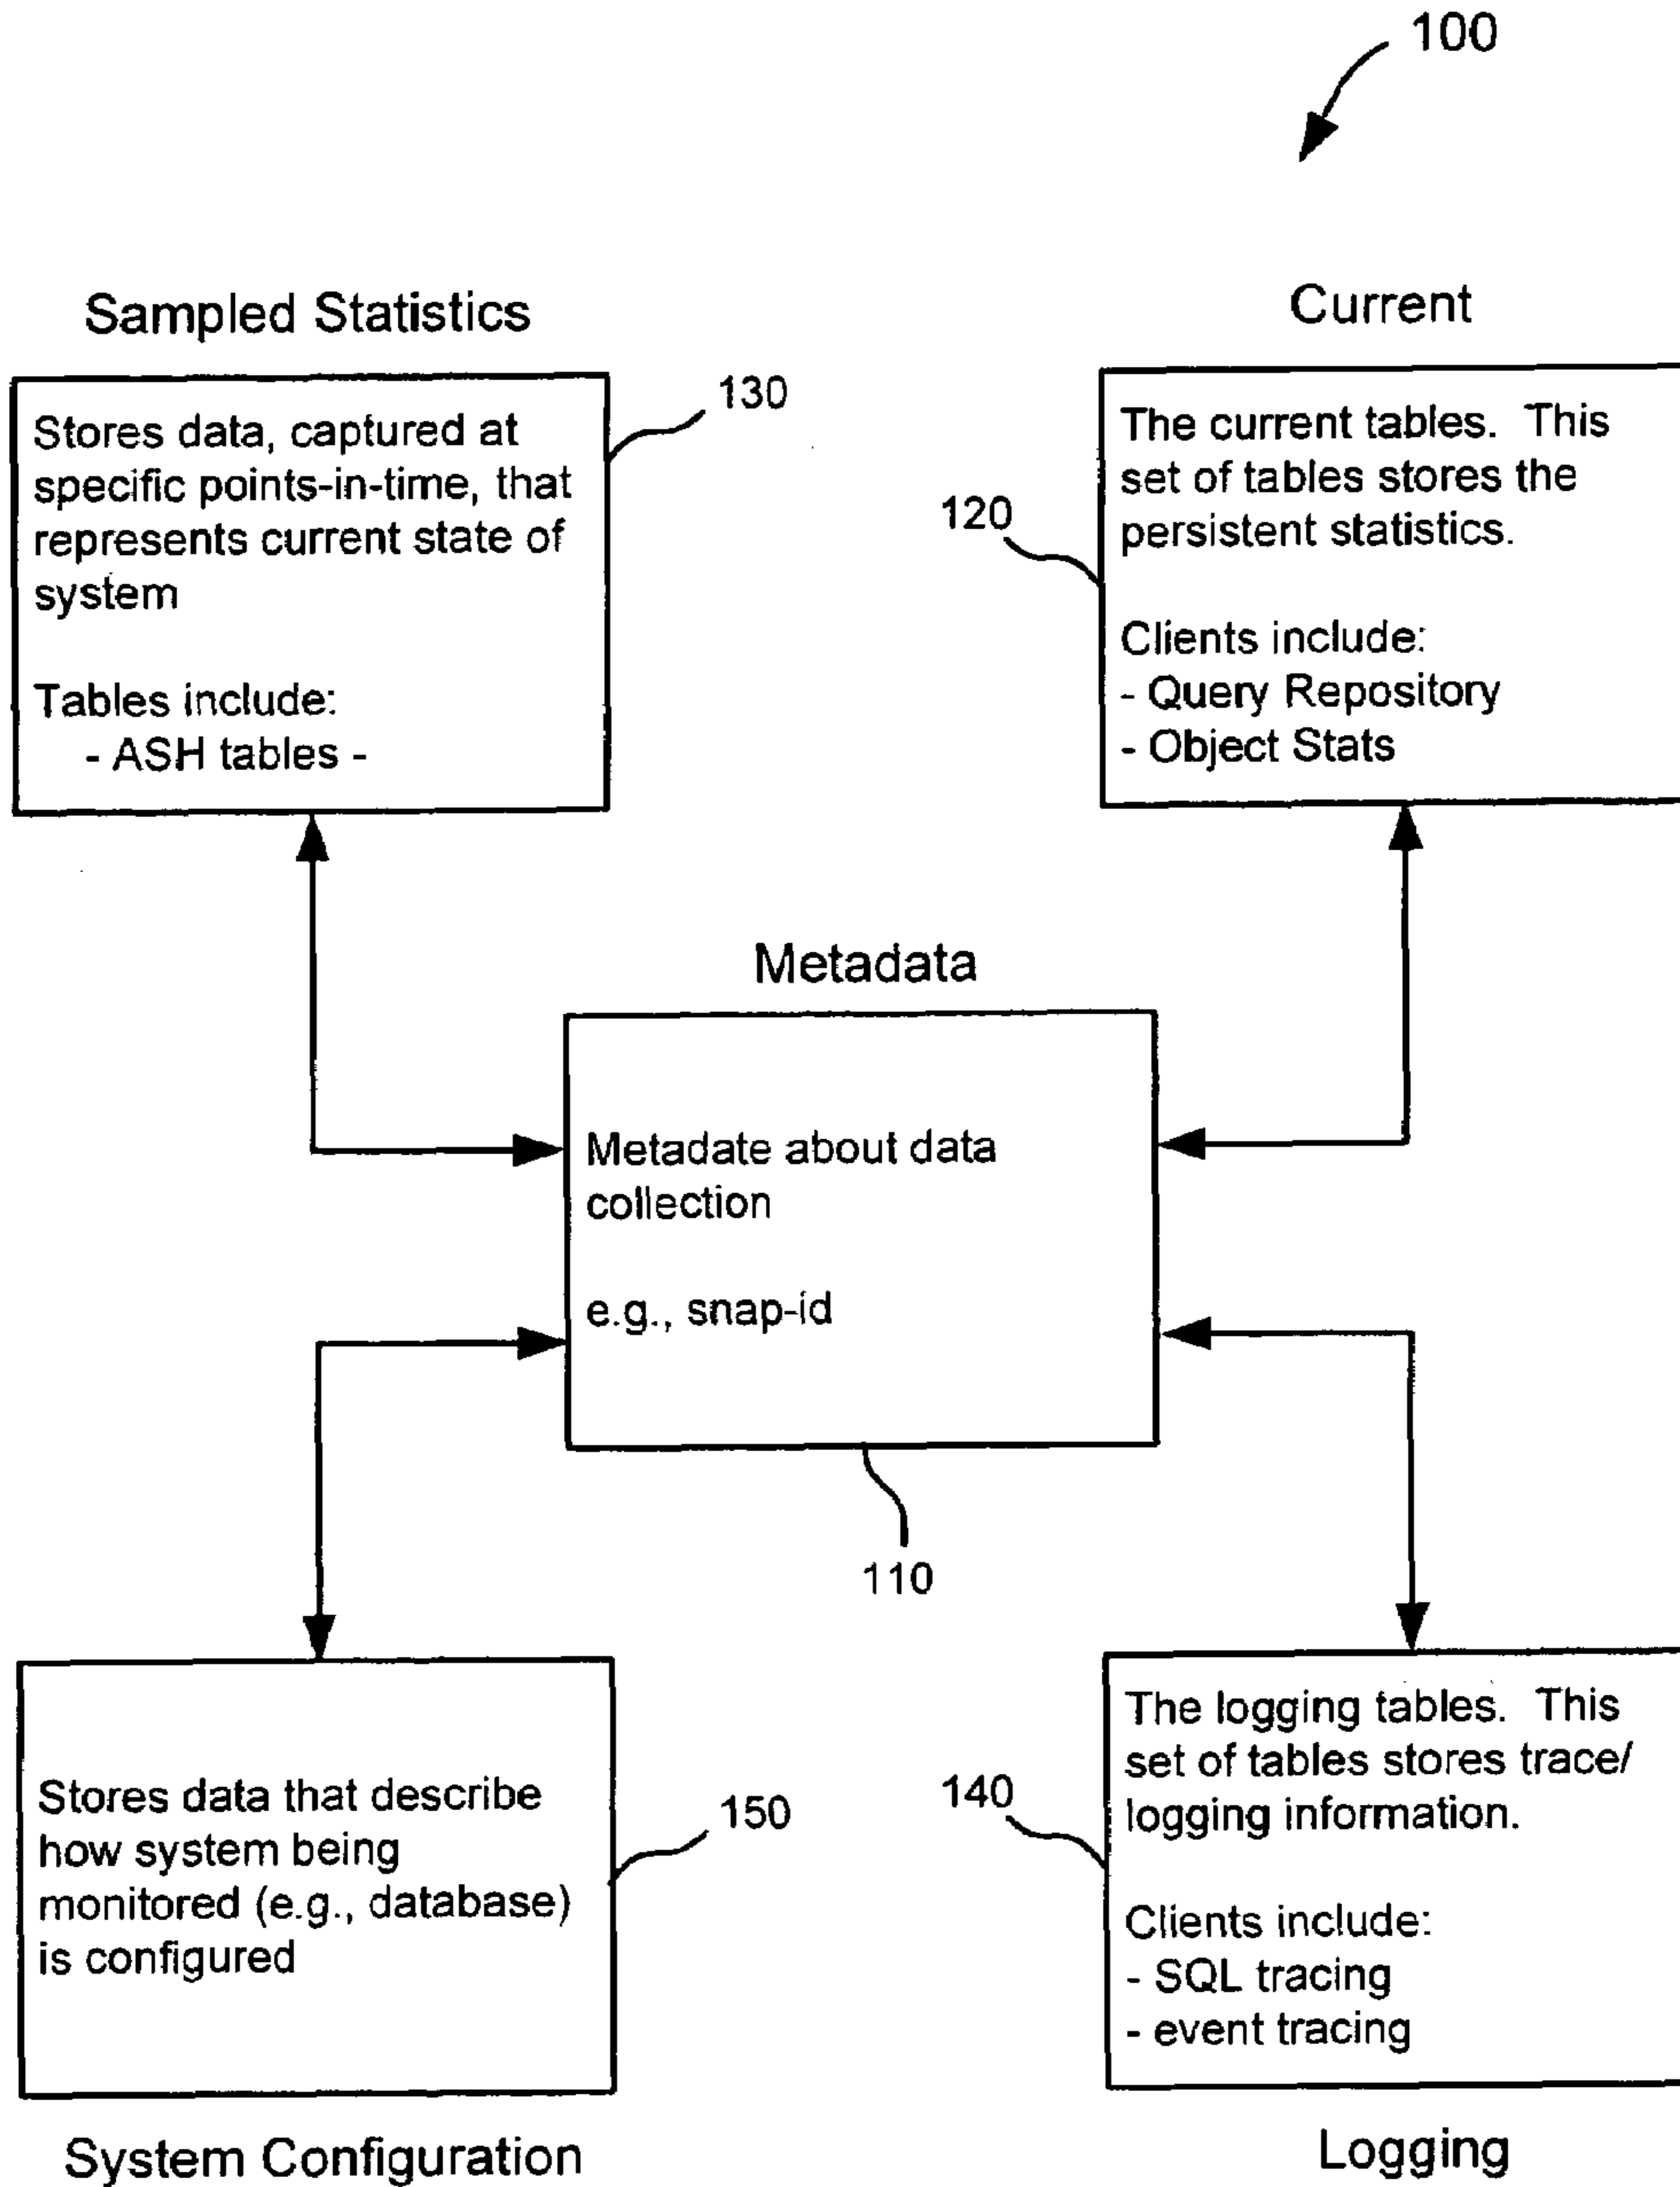 100
Sampled Statistics
Current
Stores data, captured at
specific points-in-time, that
represents current state of
system
Tables include:
- ASH tables -
130
The current tables. This
set of tables stores the
persistent statistics.
Clients include:
- Query Repository
- Object Stats
120
Metadata
Metadate about data
collection
e.g., snap-id
110
Stores data that describe
how system being
monitored (e.g., database)
is configured
150
System Configuration
The logging tables. This
set of tables stores trace/
logging information.
Clients include:
- SQL tracing
- event tracing
140
Logging